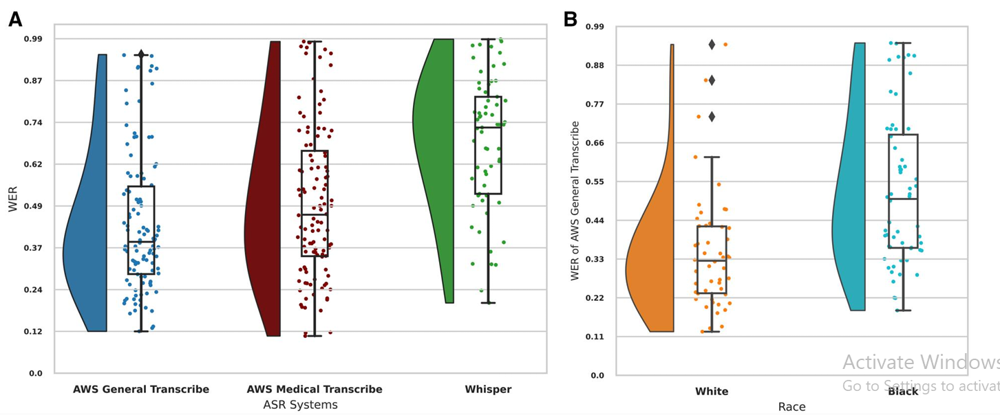 A
WER
0.99
0.87
0.74
0.62
0.49
0.37
0.24
0.12
0.0
AWS General Transcribe
AWS Medical Transcribe
Whisper
ASR Systems
B
WER of AWS General Transcribe
0.99
0.88
0.77
0.66
0.55
0.44
0.33
0.22
0.11
0.0
White
Black
Race
Activate Windows
Go to Settings to activat